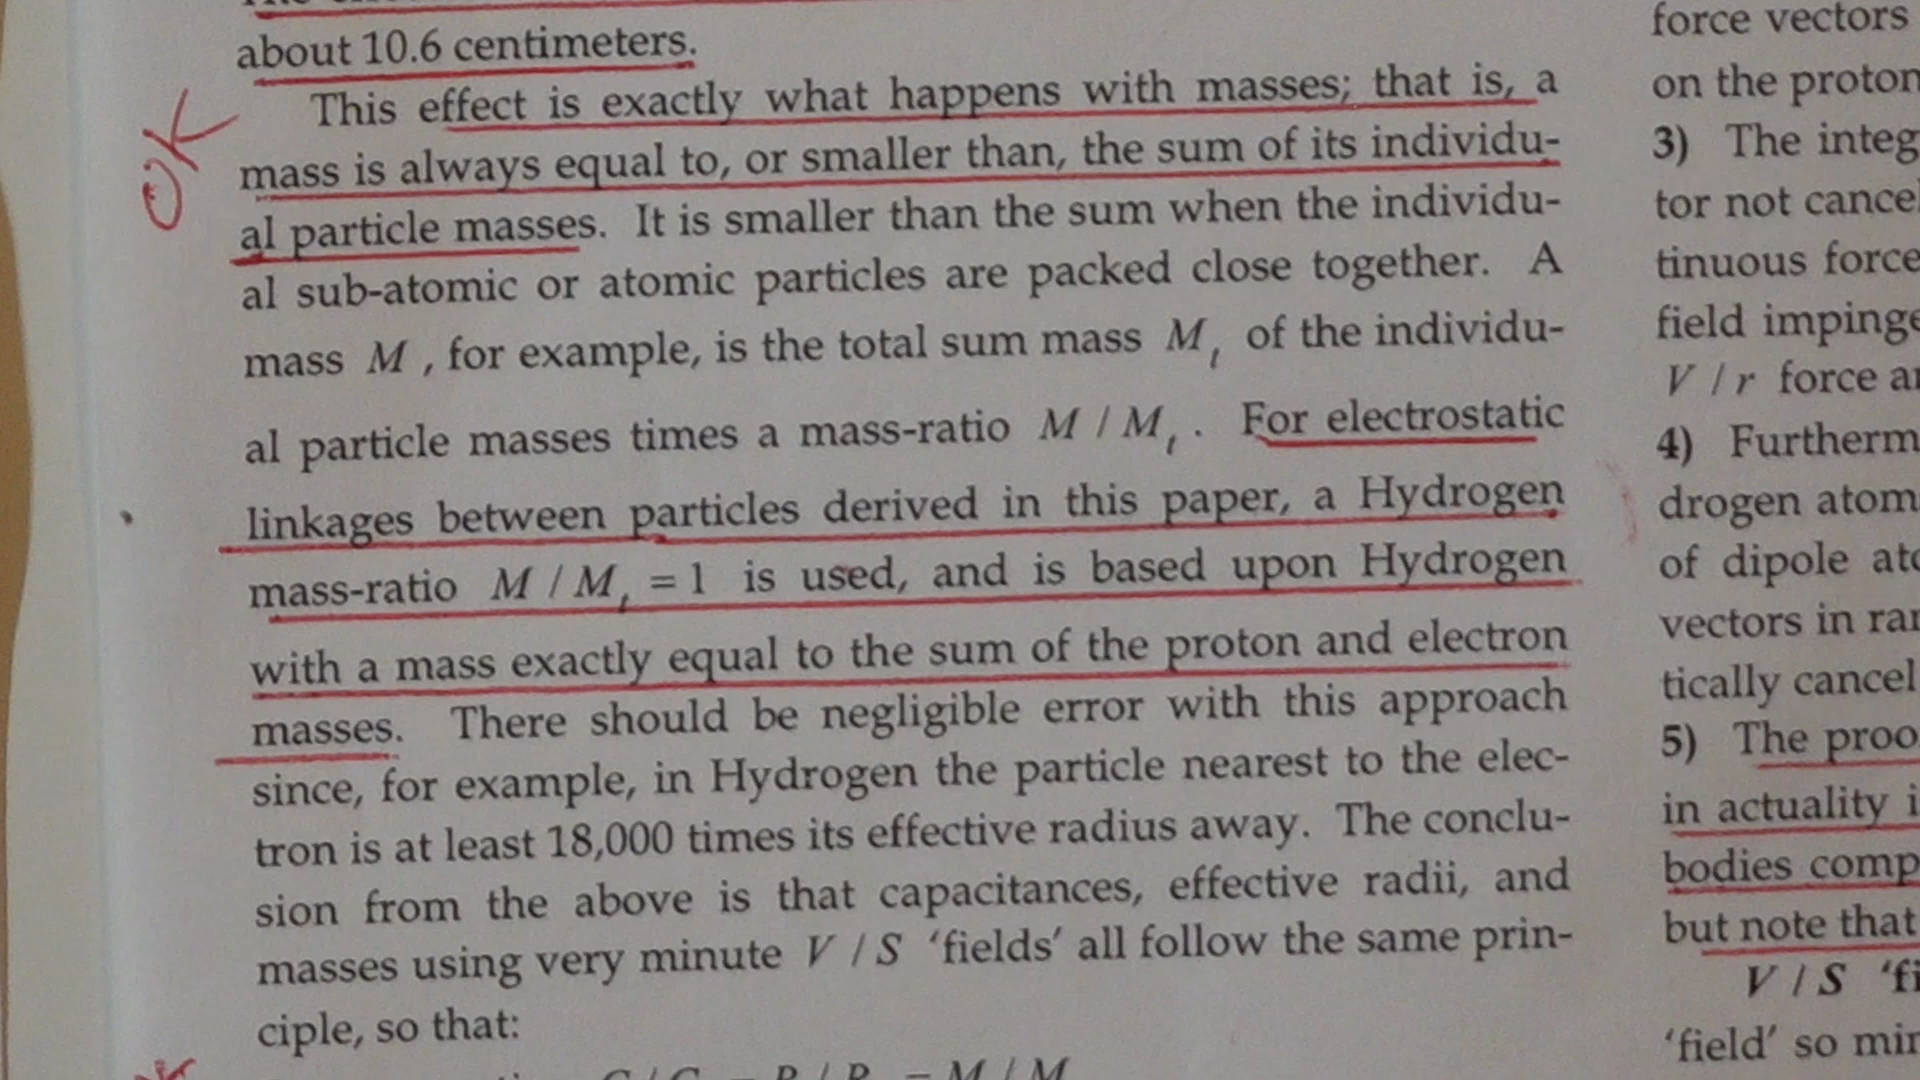 about 10.6 centimeters.
OK
This effect is exactly what happens with masses; that is, a
mass is always equal to, or smaller than, the sum of its individu-
al particle masses. It is smaller than the sum when the individu-
al sub-atomic or atomic particles are packed close together. A
mass M , for example, is the total sum mass M_t of the individu-
al particle masses times a mass-ratio M / M_t . For electrostatic
linkages between particles derived in this paper, a Hydrogen
mass-ratio M / M_t = 1 is used, and is based upon Hydrogen
with a mass exactly equal to the sum of the proton and electron
masses. There should be negligible error with this approach
since, for example, in Hydrogen the particle nearest to the elec-
tron is at least 18,000 times its effective radius away. The conclu-
sion from the above is that capacitances, effective radii, and
masses using very minute V / S ‘fields’ all follow the same prin-
ciple, so that:
force vectors
on the proton
3) The integ
tor not cancel
tinuous force
field impinge
V / r force
4) Furtherm
drogen atom
of dipole
vectors in
tically cancel
5) The proo
in actuality
bodies comp
but note that
V / S
‘field’ so